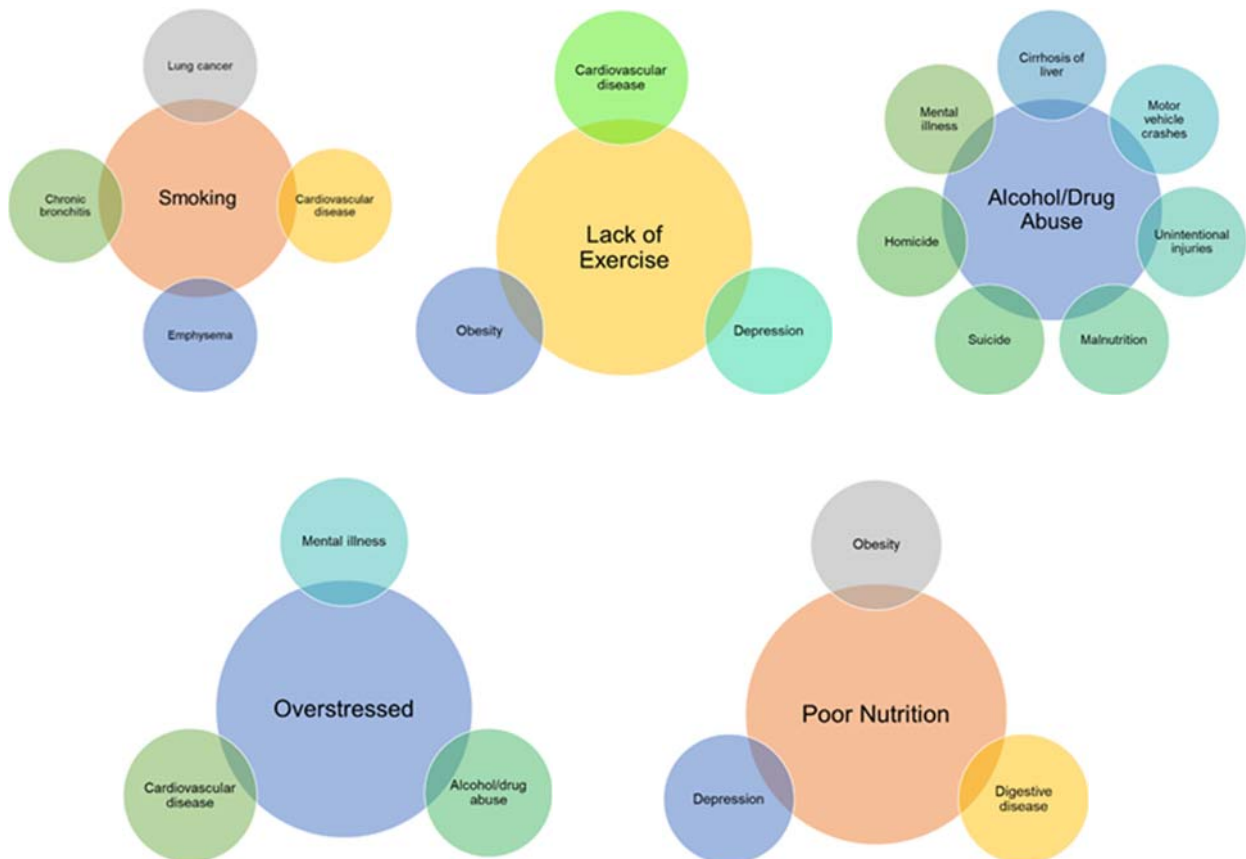 Lung cancer
Chronic
bronchitis
Smoking
Cardiovascular
disease
Emphysema
Cardiovascular
disease
Lack of
Exercise
Obesity
Depression
Cirrhosis of
liver
Mental
illness
Motor
vehicle
crashes
Alcohol/Drug
Abuse
Homicide
Unintentional
injuries
Suicide
Malnutrition
Mental illness
Overstressed
Cardiovascular
disease
Alcohol/drug
abuse
Obesity
Poor Nutrition
Depression
Digestive
disease